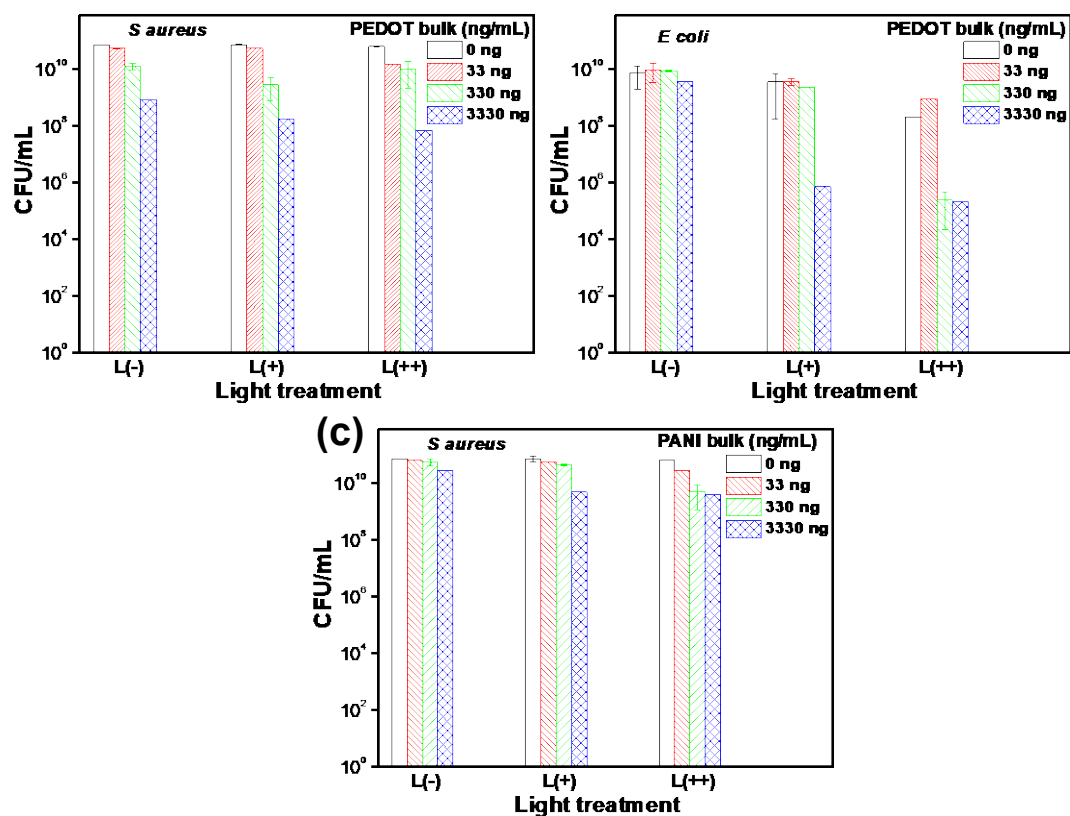 S aureus
PEDOT bulk (ng/mL)
0 ng
33 ng
330 ng
3330 ng
CFU/mL
10¹⁰
10⁸
10⁶
10⁴
10²
10⁰
L(-)
L(+)
L(++)
Light treatment
E coli
PEDOT bulk (ng/mL)
0 ng
33 ng
330 ng
3330 ng
CFU/mL
10¹⁰
10⁸
10⁶
10⁴
10²
10⁰
L(-)
L(+)
L(++)
Light treatment
(c)
S aureus
PANI bulk (ng/mL)
0 ng
33 ng
330 ng
3330 ng
CFU/mL
10¹⁰
10⁸
10⁶
10⁴
10²
10⁰
L(-)
L(+)
L(++)
Light treatment